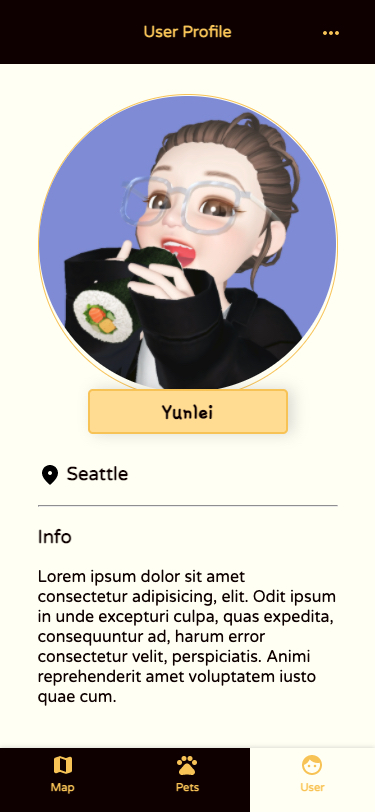 User Profile
Yunlei
Seattle
Info
Lorem ipsum dolor sit amet
consectetur adipisicing, elit. Odit ipsum
in unde excepturi culpa, quas expedita,
consequuntur ad, harum error
consectetur velit, perspiciatis. Animi
reprehenderit amet voluptatem iusto
quae cum.
Map
Pets
User